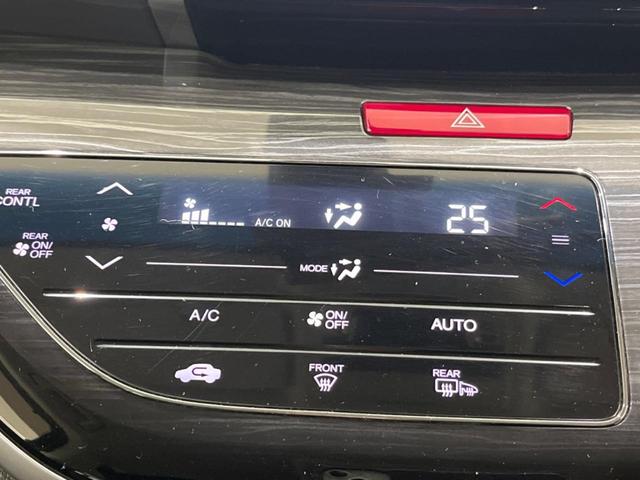 REAR
CONTL
A/C ON
25
REAR
ON/
OFF
MODE
A/C
ON/
OFF
AUTO
FRONT
REAR